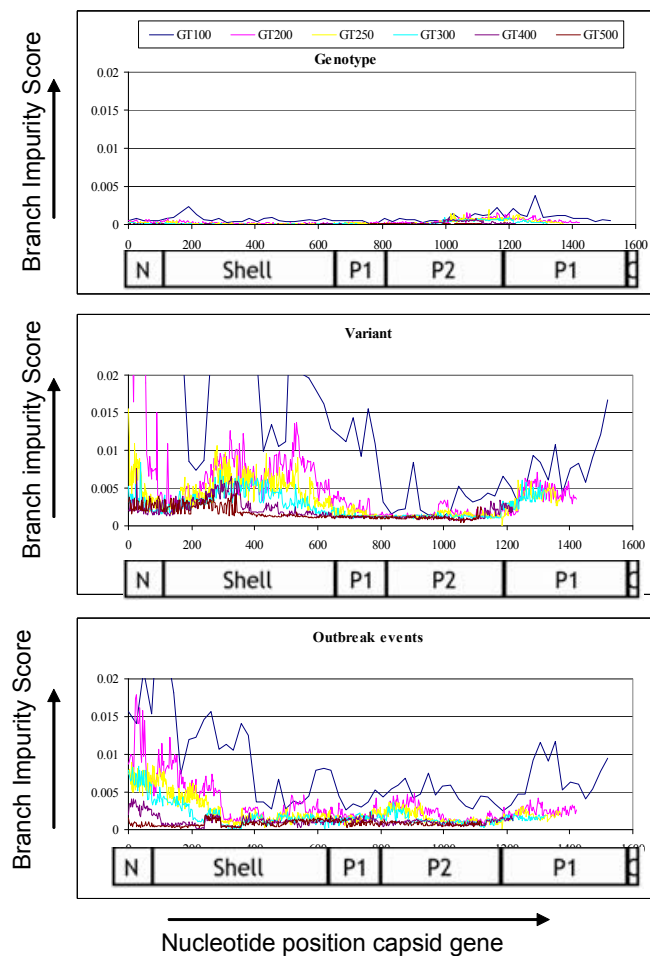 GT100 GT200 GT250 GT300 GT400 GT500
Genotype
Branch Impurity Score
0.02
0.015
0.01
0.005
0
0 200 400 600 800 1000 1200 1400 1600
N Shell P1 P2 P1 C
Variant
Branch impurity Score
0.02
0.015
0.01
0.005
0
0 200 400 600 800 1000 1200 1400 1600
N Shell P1 P2 P1 C
Outbreak events
Branch Impurity Score
0.02
0.015
0.01
0.005
0
0 200 400 600 800 1000 1200 1400 1600
N Shell P1 P2 P1 C
Nucleotide position capsid gene